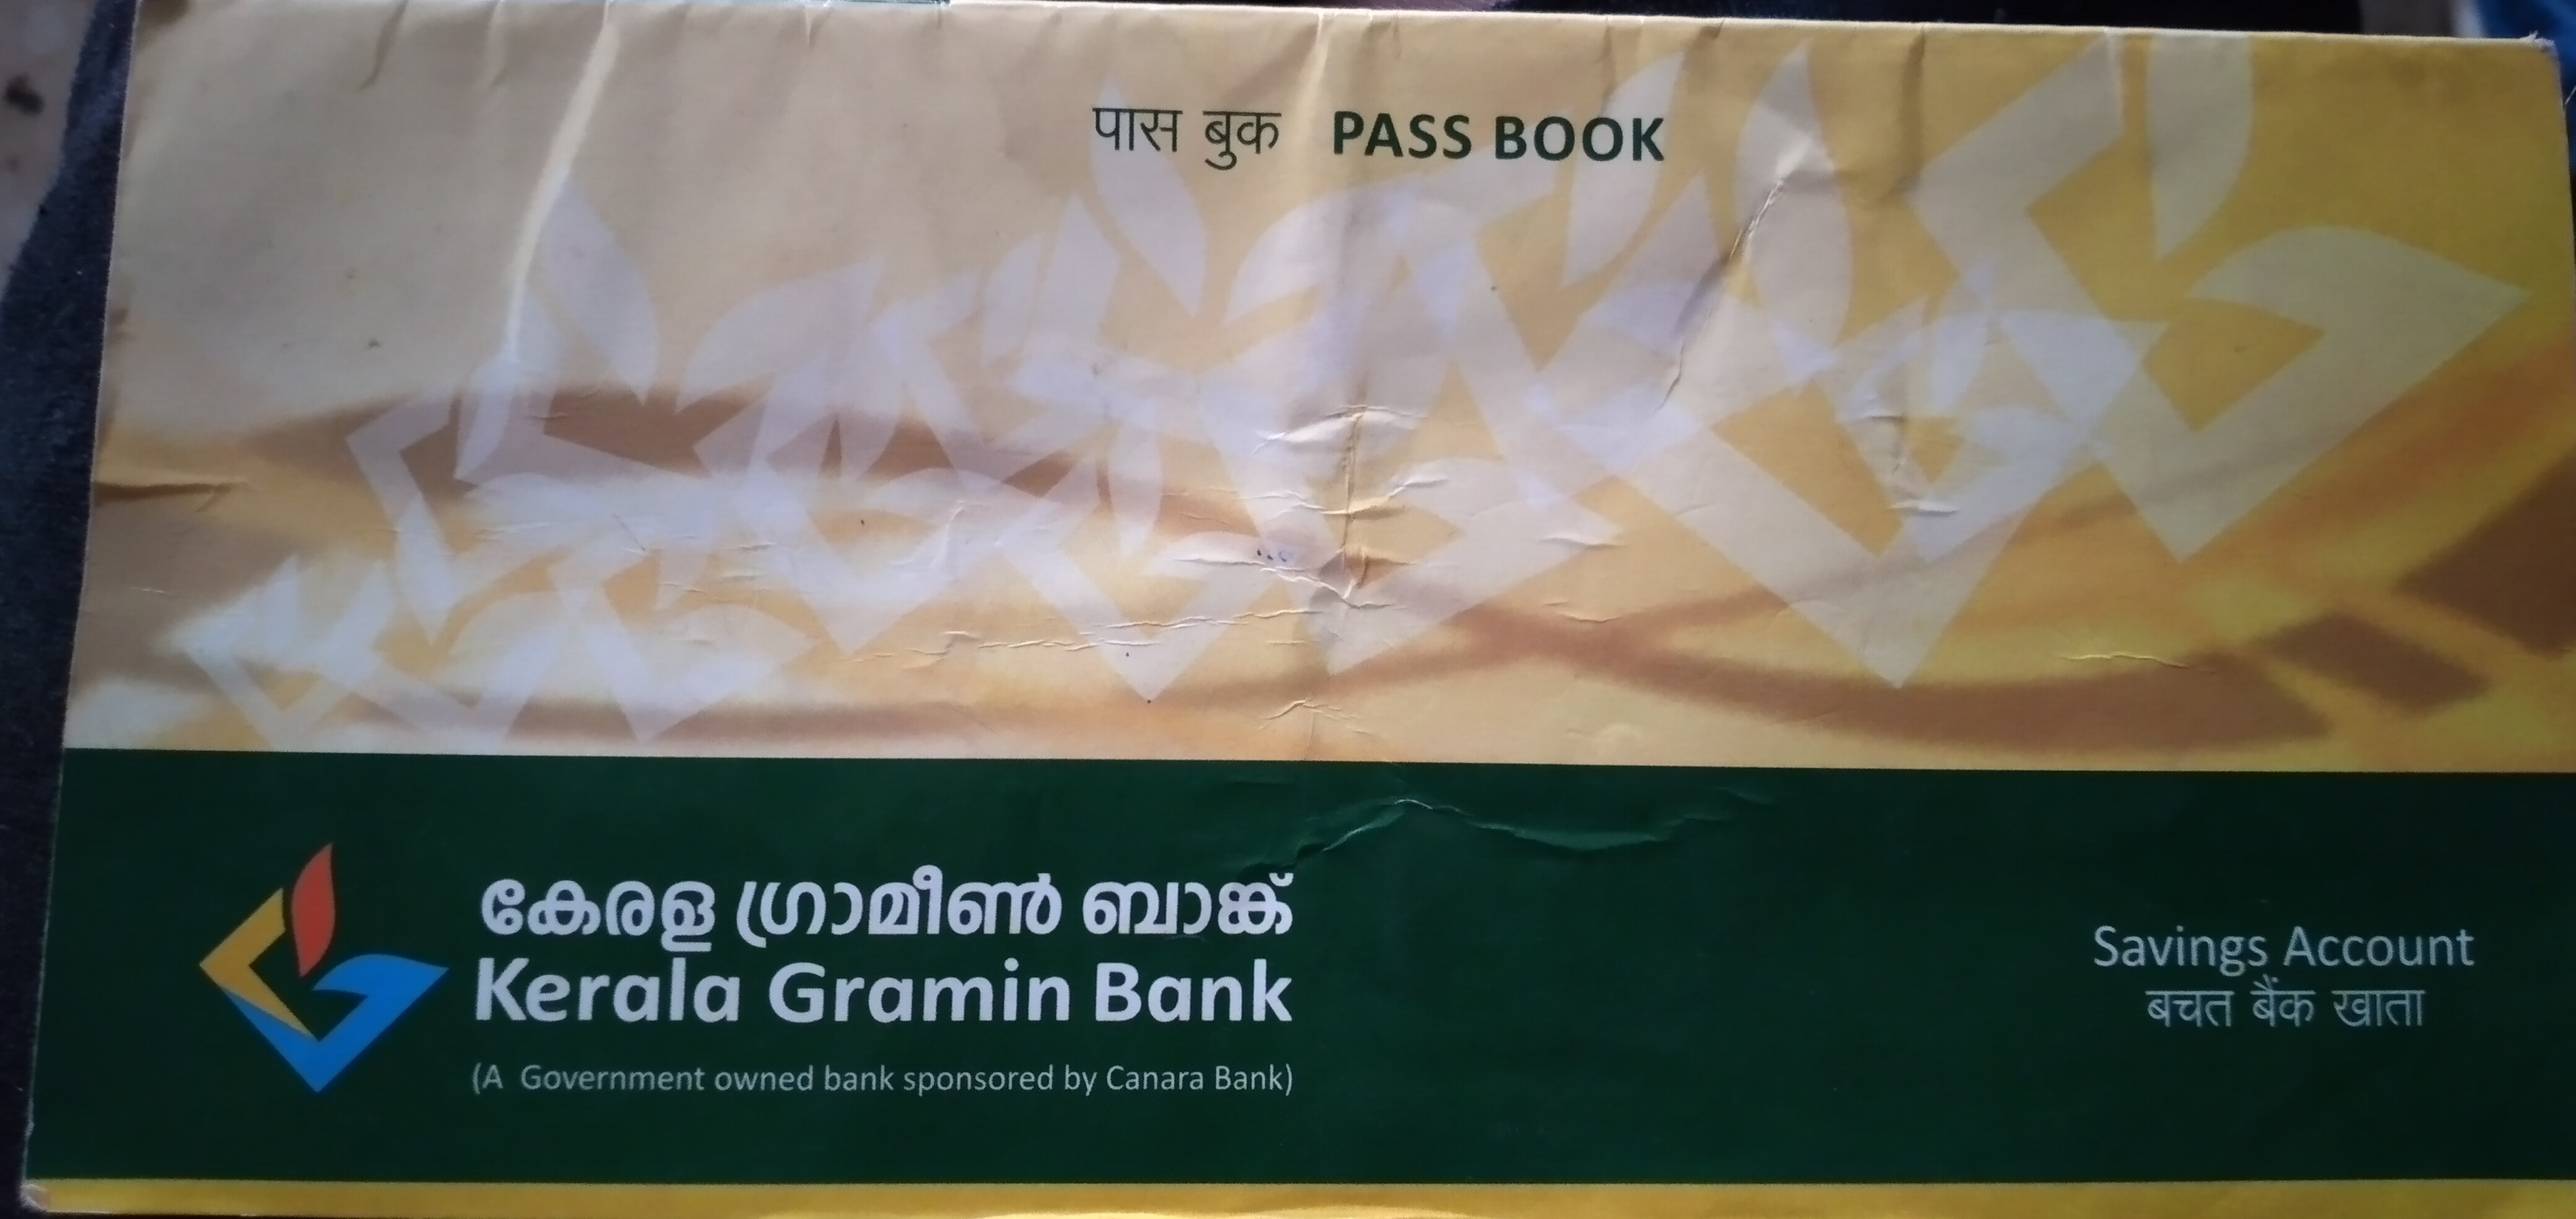 पास बुक PASS BOOK
കേരള ഗ്രാമീൺ ബാങ്ക്
Kerala Gramin Bank
(A Government owned bank sponsored by Canara Bank)
Savings Account
बचत बैंक खाता